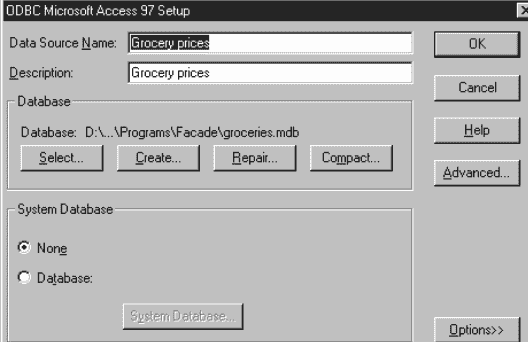 ODBC Microsoft Access 97 Setup
Data Source Name: Grocery prices
OK
Description: Grocery prices
Cancel
Database
Database: D:\...\Programs\Facade\groceries.mdb
Help
Select... Create... Repair... Compact...
Advanced...
System Database
None
Database:
System Database...
Options>>